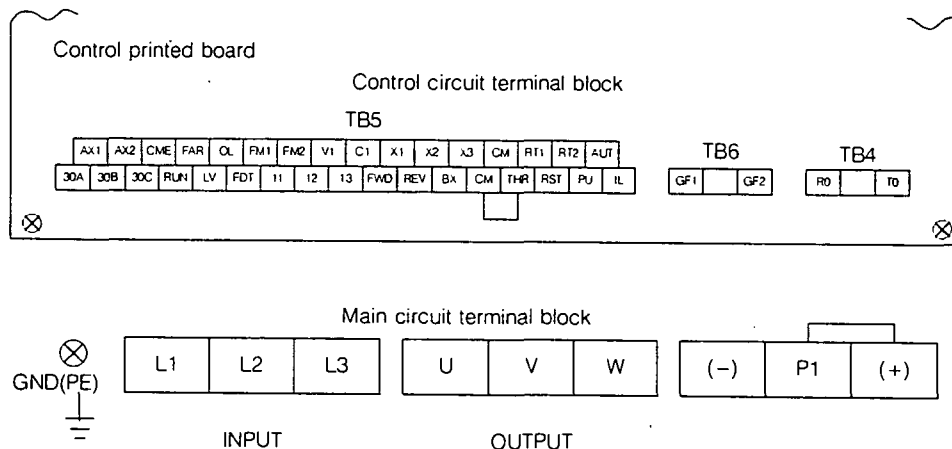 Control printed board
Control circuit terminal block
TB5
AX1 AX2 CME FAR OL FM1 FM2 V1 C1 X1 X2 X3 CM RT1 RT2 AUT
30A 30B 30C RUN LV FDT 11 12 13 FWD REV BX CM THR RST PU IL
TB6
GF1 GF2
TB4
R0 T0
Main circuit terminal block
GND(PE)
L1 L2 L3
INPUT
U V W
OUTPUT
(-) P1 (+)